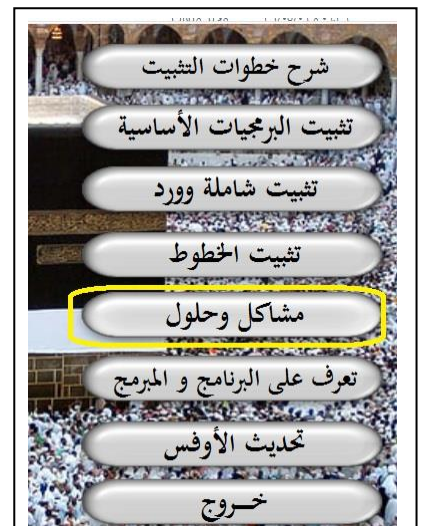 شرح خطوات التثبيت
تثبيت البرمجيات الأساسية
تثبيت شاملة وورد
تثبيت الخطوط
مشاكل وحلول
تعرف على البرنامج و المبرمج
تحديث الأوفس
خـــروج